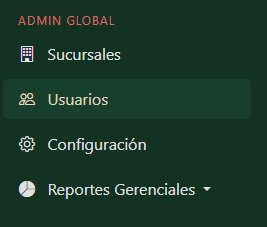 ADMIN GLOBAL
Sucursales
Usuarios
Configuración
Reportes Gerenciales